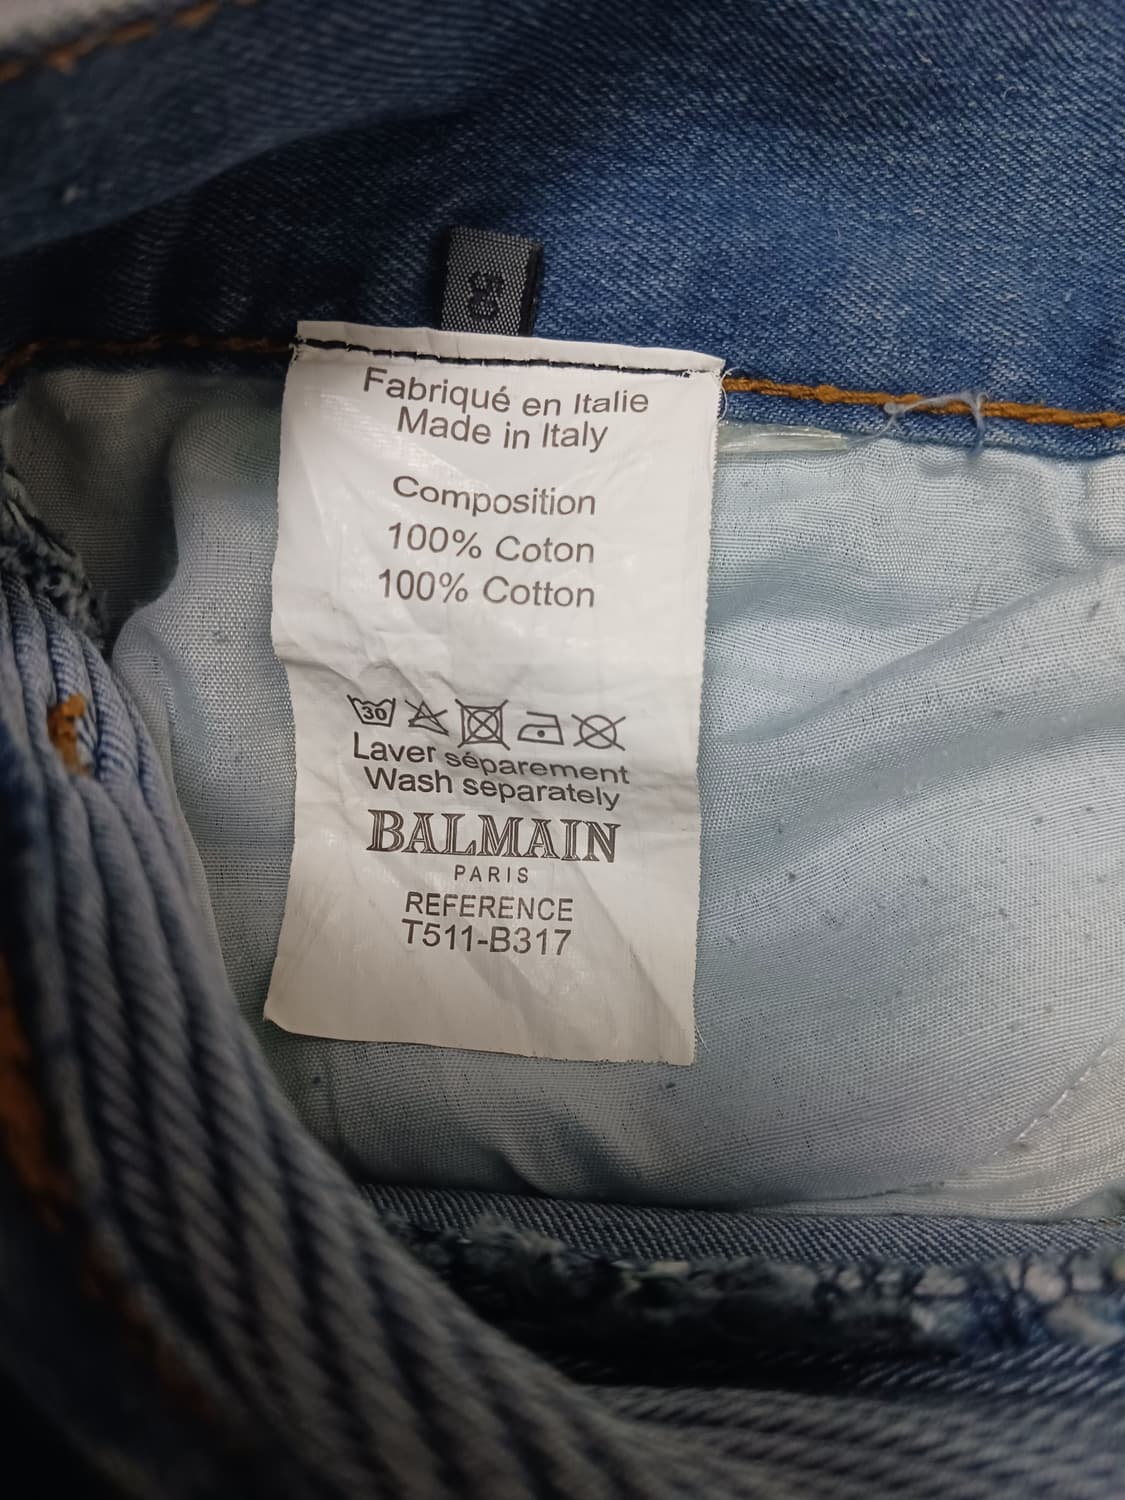 Fabriqué en Italie
Made in Italy
Composition
100% Coton
100% Cotton
30
Laver séparement
Wash separately
BALMAIN
PARIS
REFERENCE
T511-B317